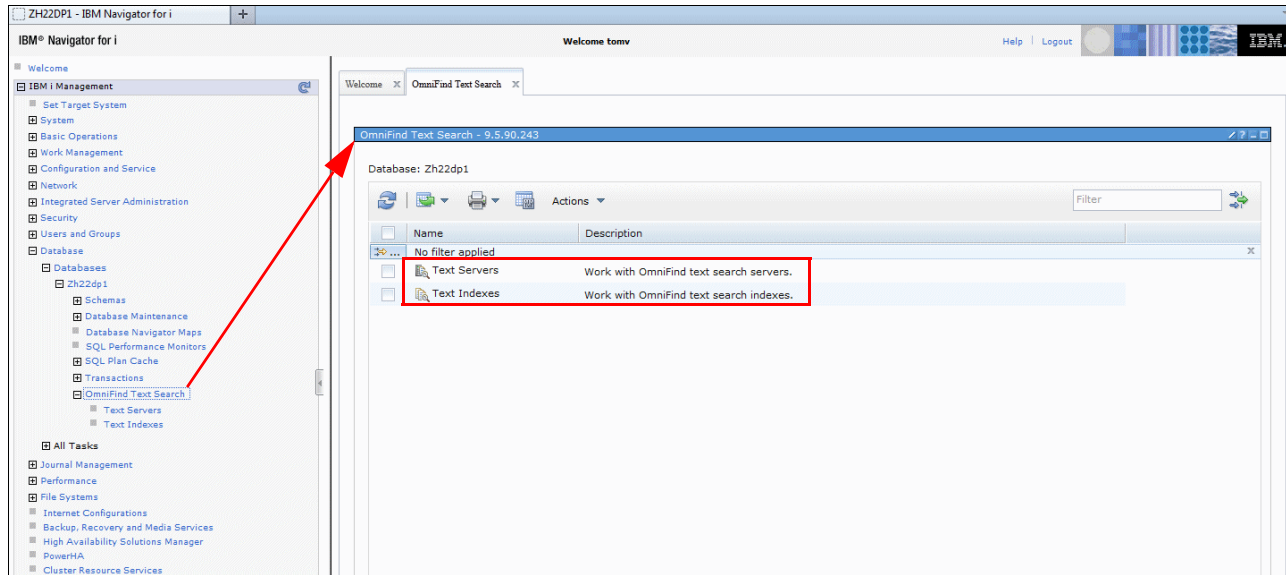 ZH22DP1 - IBM Navigator for i
IBM® Navigator for i
Welcome tomv
Help
Logout
IBM.
Welcome
IBM i Management
Set Target System
System
Basic Operations
Work Management
Configuration and Service
Network
Integrated Server Administration
Security
Users and Groups
Database
Databases
Zh22dp1
Schemas
Database Maintenance
Database Navigator Maps
SQL Performance Monitors
SQL Plan Cache
Transactions
OmniFind Text Search
Text Servers
Text Indexes
All Tasks
Journal Management
Performance
File Systems
Internet Configurations
Backup, Recovery and Media Services
High Availability Solutions Manager
PowerHA
Cluster Resource Services
Welcome X
OmniFind Text Search X
OmniFind Text Search - 9.5.90.243
Database: Zh22dp1
Actions
Filter
Name Description
... No filter applied
Text Servers Work with OmniFind text search servers.
Text Indexes Work with OmniFind text search indexes.